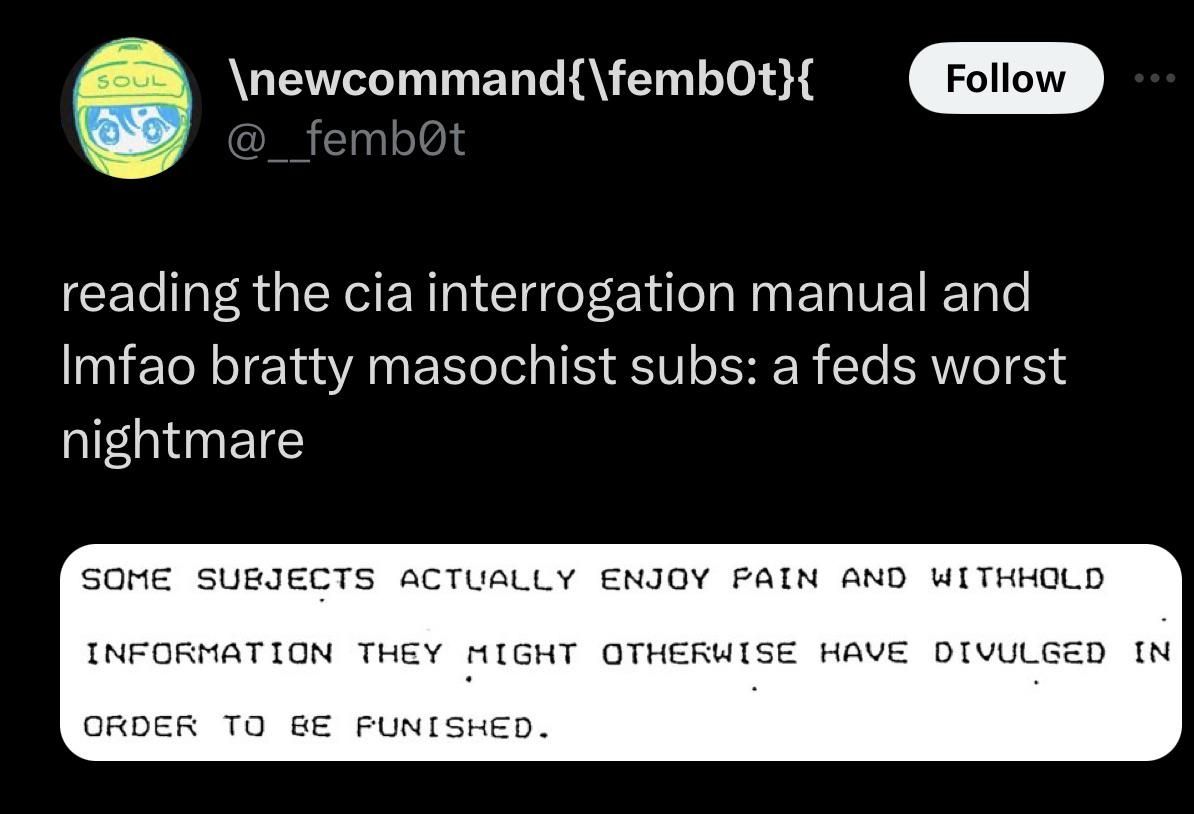 SOUL
\newcommand{\femb0t}{
Follow
@__femb0t
reading the cia interrogation manual and
lmfao bratty masochist subs: a feds worst
nightmare
SOME SUBJECTS ACTUALLY ENJOY PAIN AND WITHHOLD
INFORMATION THEY MIGHT OTHERWISE HAVE DIVULGED IN
ORDER TO BE PUNISHED.